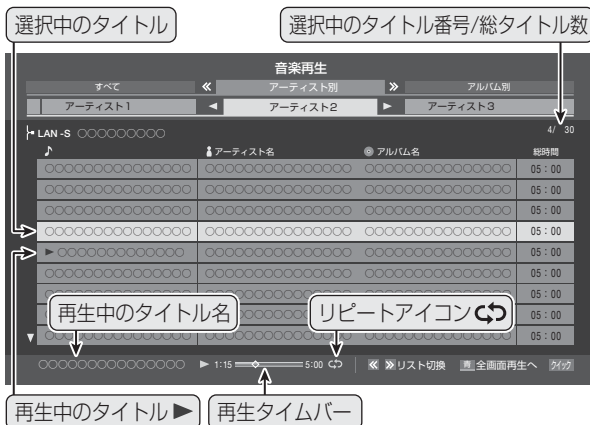 選択中のタイトル
選択中のタイトル番号/総タイトル数
音楽再生
すべて 《 アーティスト別 》 アルバム別
アーティスト1 ◀ アーティスト2 ▶ アーティスト3
LAN -S ○○○○○○○○○ 4/ 30
♪ アーティスト名 アルバム名 総時間
○○○○○○○○○○○○○○ ○○○○○○○○○○○○○○ ○○○○○○○○○○○○○○ 05：00
○○○○○○○○○○○○○○ ○○○○○○○○○○○○○○ ○○○○○○○○○○○○○○ 05：00
○○○○○○○○○○○○○○ ○○○○○○○○○○○○○○ ○○○○○○○○○○○○○○ 05：00
○○○○○○○○○○○○○○ ○○○○○○○○○○○○○○ ○○○○○○○○○○○○○○ 05：00
▶ ○○○○○○○○○○○○ ○○○○○○○○○○○○○○ ○○○○○○○○○○○○○○ 05：00
○○○○○○○○○○○○○○ ○○○○○○○○○○○○○○ ○○○○○○○○○○○○○○ 05：00
05：00
05：00
05：00
再生中のタイトル名
リピートアイコン
▼
○○○○○○○○○○○○○○ ▶ 1:15 5:00 《 》リスト切換 青 全画面再生へ クイック
再生中のタイトル▶
再生タイムバー